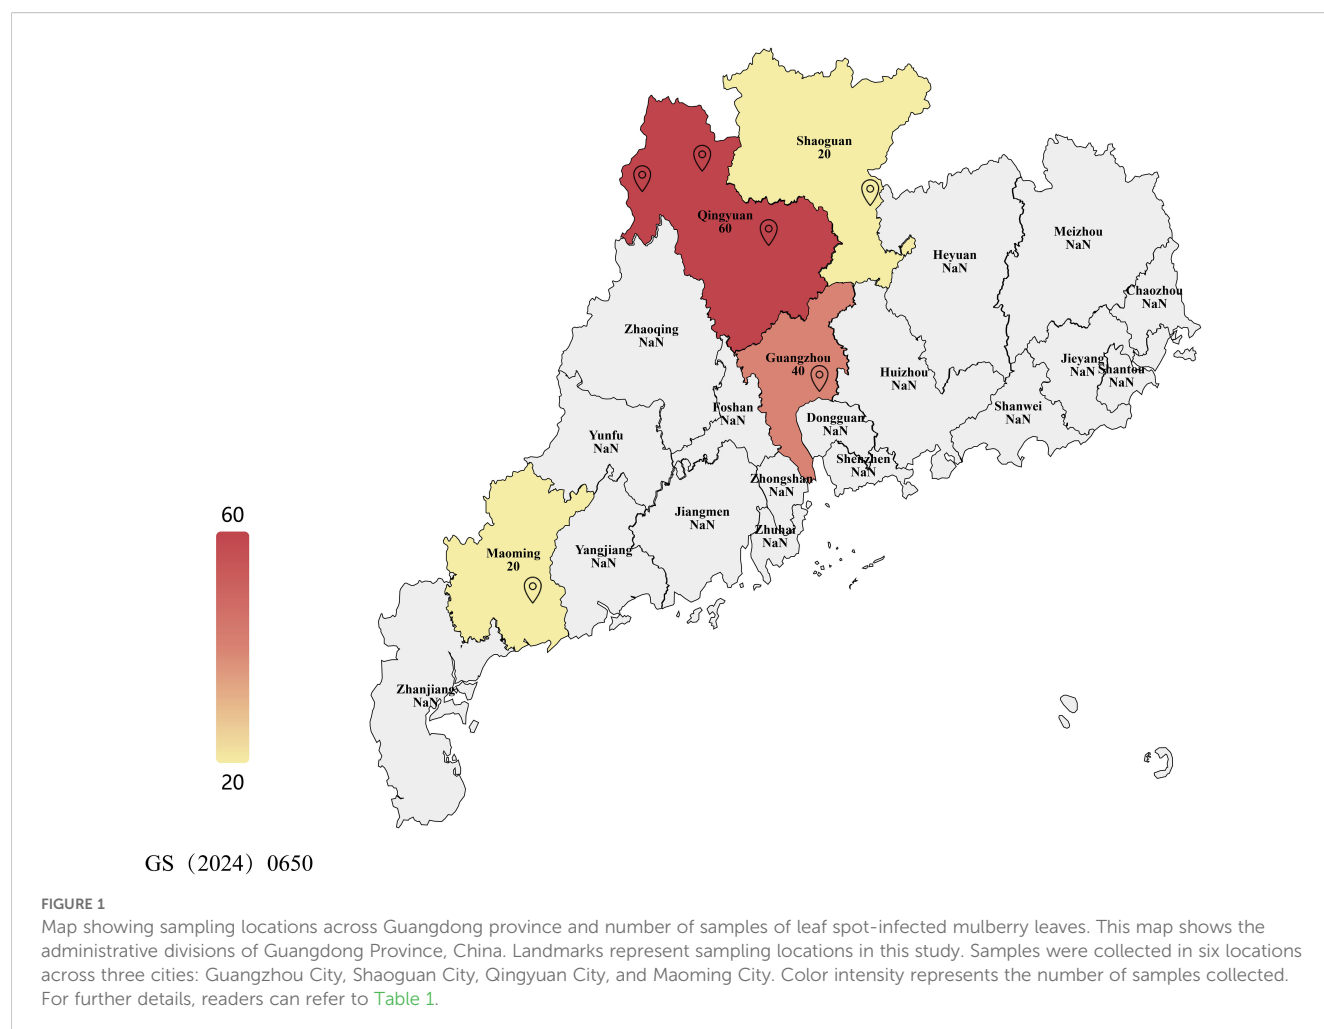 Shaoguan
20
Qingyuan
60
Meizhou
NaN
Heyuan
NaN
Chaozhou
NaN
Zhaoqing
NaN
Guangzhou
40
Huizhou
NaN
Jieyang
NaN
Shantou
NaN
Foshan
NaN
Dongguan
NaN
Shanwei
NaN
Yunfu
NaN
Shenzhen
NaN
Zhongshan
NaN
Jiangmen
NaN
Zhuhai
NaN
Maoming
20
Yangjiang
NaN
Zhanjiang
NaN
60
20
GS（2024）0650
FIGURE 1
Map showing sampling locations across Guangdong province and number of samples of leaf spot-infected mulberry leaves. This map shows the
administrative divisions of Guangdong Province, China. Landmarks represent sampling locations in this study. Samples were collected in six locations
across three cities: Guangzhou City, Shaoguan City, Qingyuan City, and Maoming City. Color intensity represents the number of samples collected.
For further details, readers can refer to Table 1.